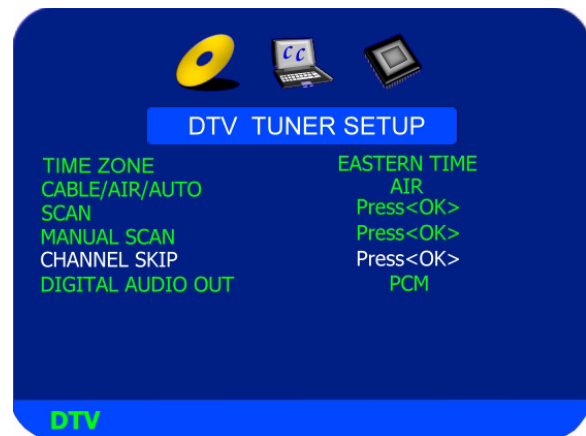 CC
DTV TUNER SETUP
TIME ZONE EASTERN TIME
CABLE/AIR/AUTO AIR
SCAN Press<OK>
MANUAL SCAN Press<OK>
CHANNEL SKIP Press<OK>
DIGITAL AUDIO OUT PCM
DTV